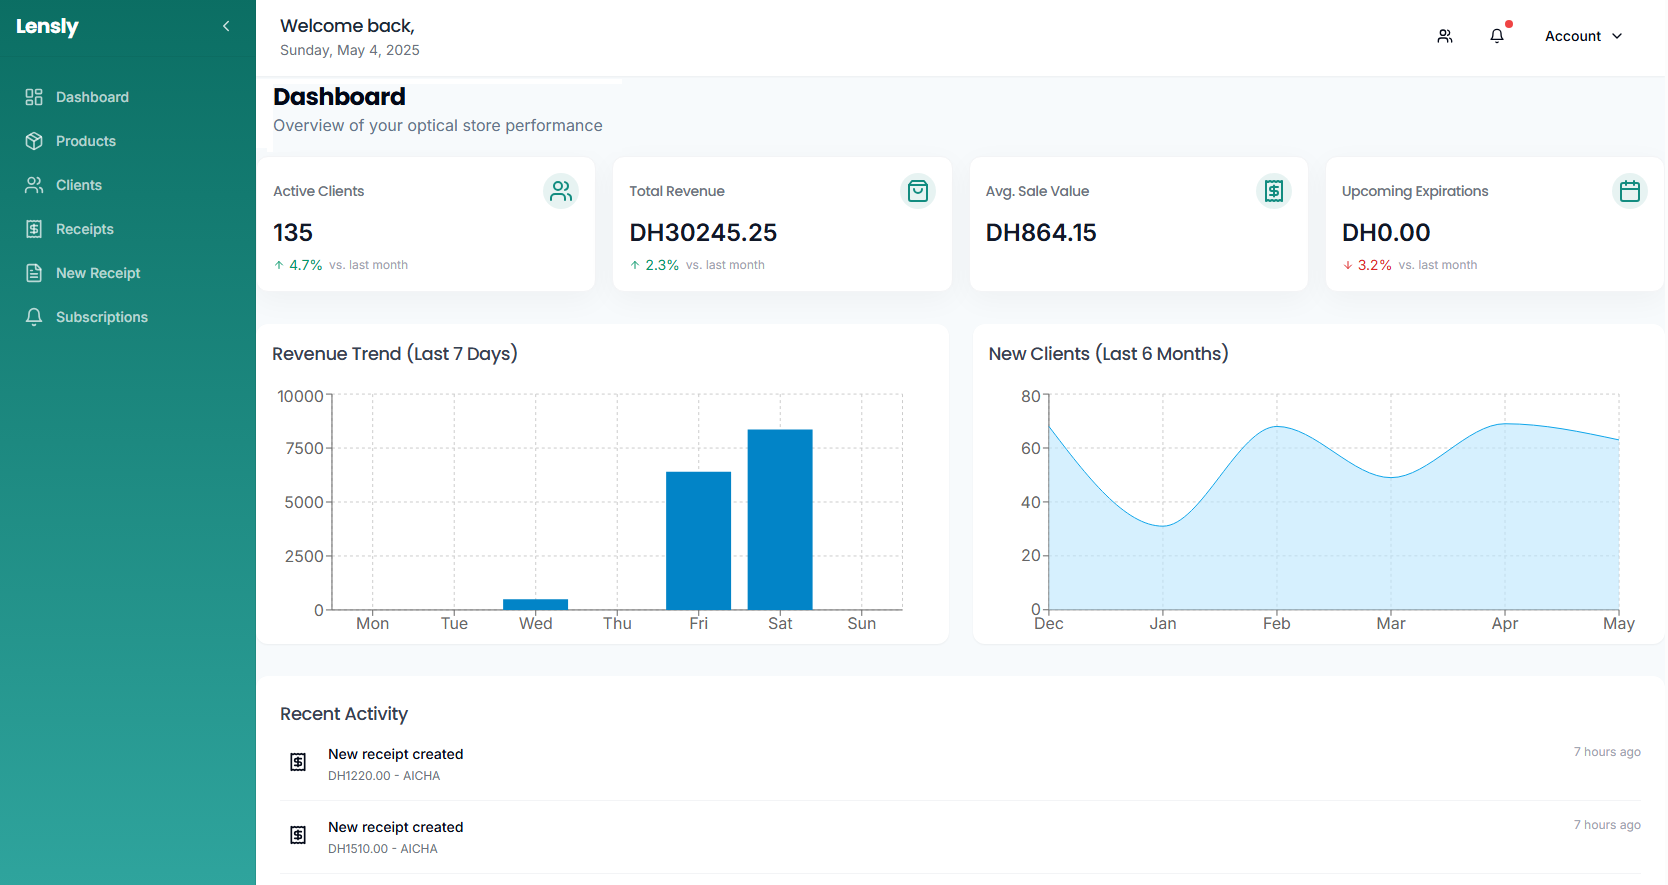 Lensly
Dashboard
Products
Clients
Receipts
New Receipt
Subscriptions
Welcome back,
Sunday, May 4, 2025
Account
Dashboard
Overview of your optical store performance
Active Clients
135
4.7% vs. last month
Total Revenue
DH30245.25
2.3% vs. last month
Avg. Sale Value
DH864.15
Upcoming Expirations
DH0.00
3.2% vs. last month
Revenue Trend (Last 7 Days)
10000
7500
5000
2500
0
Mon Tue Wed Thu Fri Sat Sun
New Clients (Last 6 Months)
80
60
40
20
0
Dec Jan Feb Mar Apr May
Recent Activity
New receipt created
DH1220.00 - AICHA
7 hours ago
New receipt created
DH1510.00 - AICHA
7 hours ago